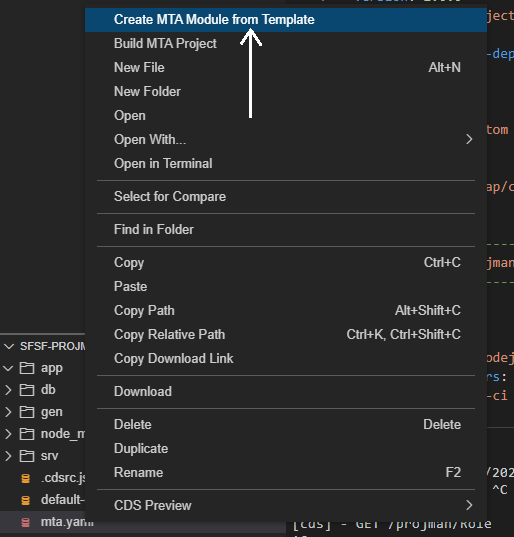 Create MTA Module from Template
Build MTA Project
New File Alt+N
New Folder
Open
Open With...
Open in Terminal
Select for Compare
Find in Folder
Copy Ctrl+C
Paste
Copy Path Alt+Shift+C
Copy Relative Path Ctrl+K, Ctrl+Shift+C
Copy Download Link
Download
Delete Delete
Duplicate
Rename F2
CDS Preview
oject
-dep
tom
ap/c
jman
odej
rs:
-ci
/202
^C
[cds] - GET /projman/Role
SFSF-PROJM
app
db
gen
node_m
srv
.cdsrc.js
default-
mta.yaml